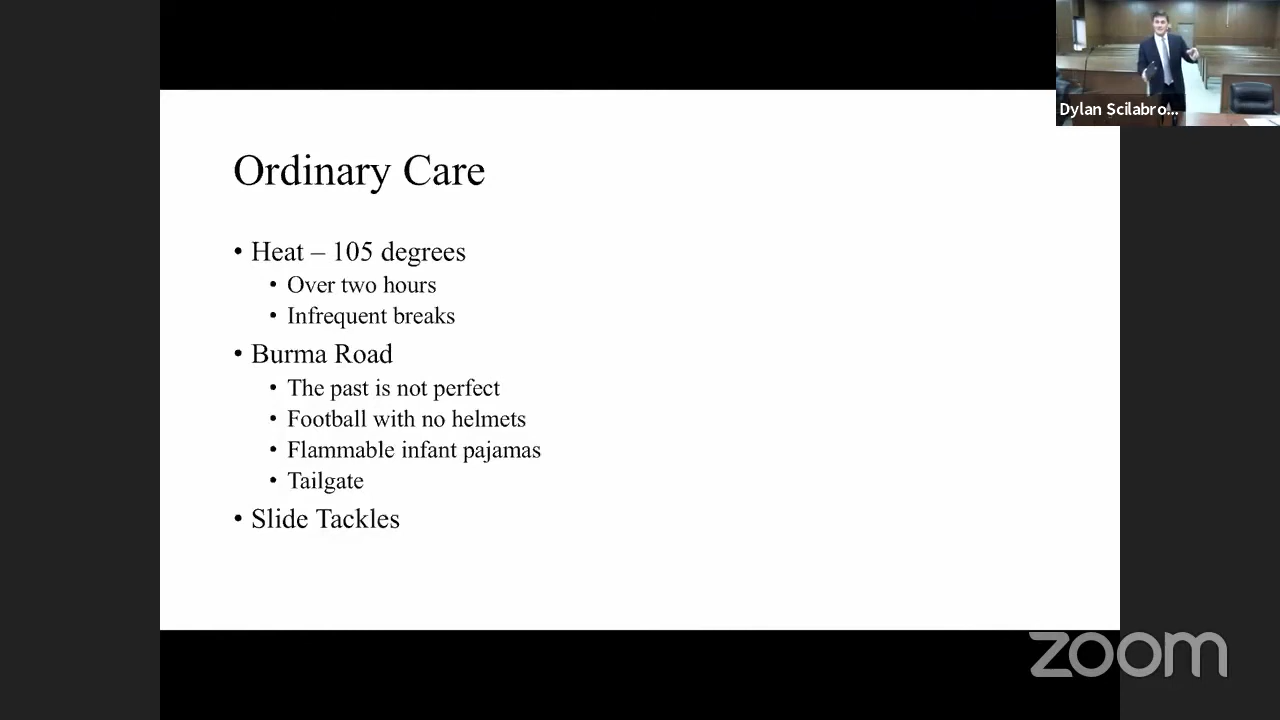 Dylan Scilabro...
Ordinary Care
• Heat – 105 degrees
• Over two hours
• Infrequent breaks
• Burma Road
• The past is not perfect
• Football with no helmets
• Flammable infant pajamas
• Tailgate
• Slide Tackles
zoom